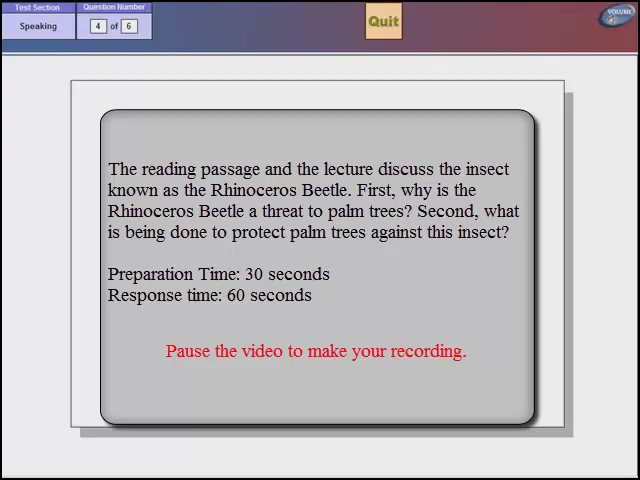 Test Section
Question Number
Quit
VOLUME
Speaking
4 of 6
The reading passage and the lecture discuss the insect
known as the Rhinoceros Beetle. First, why is the
Rhinoceros Beetle a threat to palm trees? Second, what
is being done to protect palm trees against this insect?
Preparation Time: 30 seconds
Response time: 60 seconds
Pause the video to make your recording.